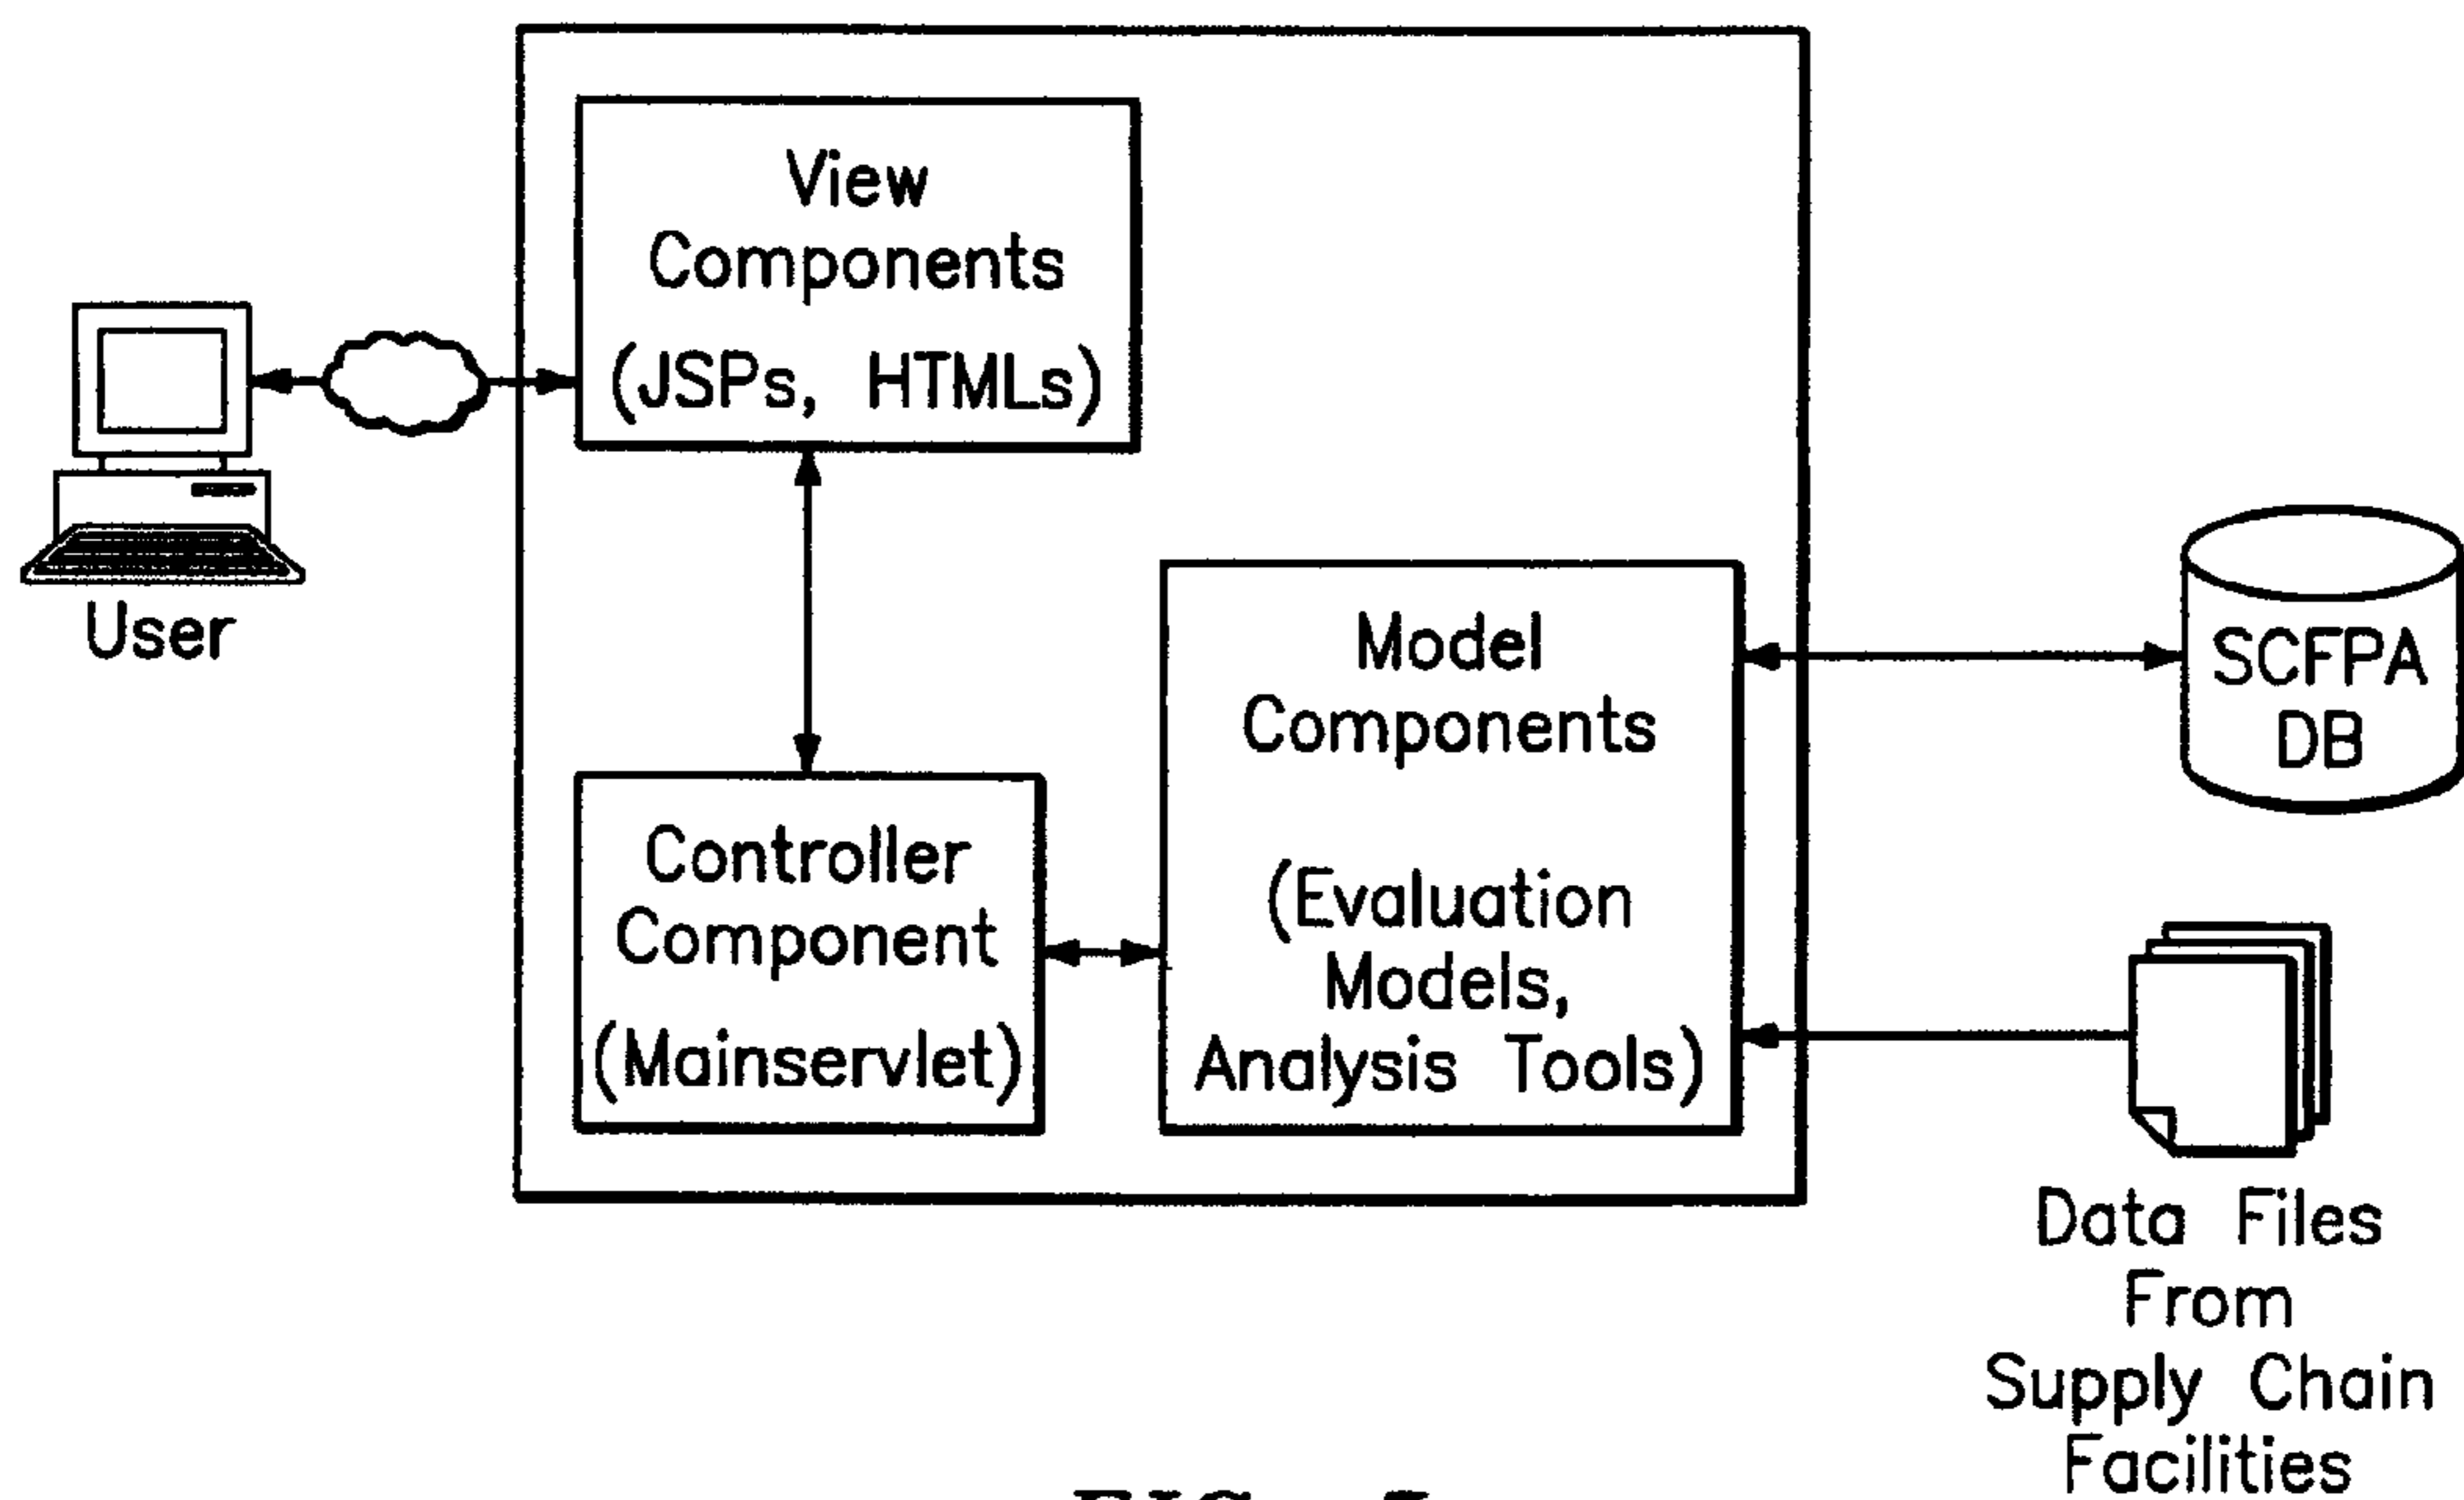 View
Components
(JSPs, HTMLs)
User
Model
Components
(Evaluation
Models,
Analysis Tools)
Controller
Component
(Mainservlet)
SCFPA
DB
Data Files
From
Supply Chain
Facilities